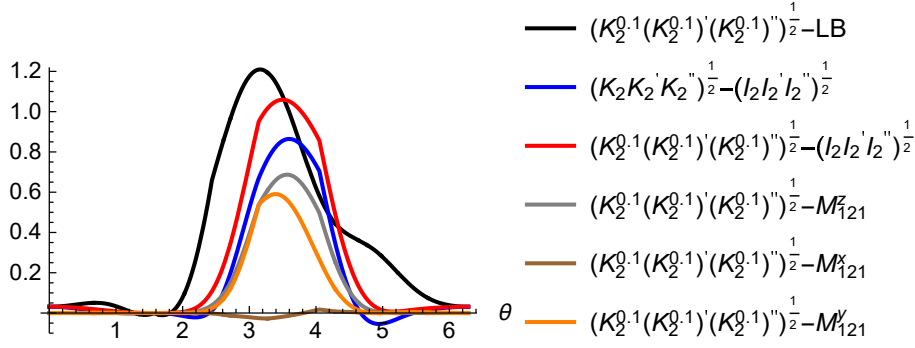 (K₂^0.1(K₂^0.1)'(K₂^0.1)'')^1/2–LB
(K₂K₂'K₂'')^1/2–(I₂I₂'I₂'')^1/2
(K₂^0.1(K₂^0.1)'(K₂^0.1)'')^1/2–(I₂I₂'I₂'')^1/2
(K₂^0.1(K₂^0.1)'(K₂^0.1)'')^1/2–M₁₂₁^z
(K₂^0.1(K₂^0.1)'(K₂^0.1)'')^1/2–M₁₂₁^x
(K₂^0.1(K₂^0.1)'(K₂^0.1)'')^1/2–M₁₂₁^y
1.2
1.0
0.8
0.6
0.4
0.2
1 2 3 4 5 6 θ